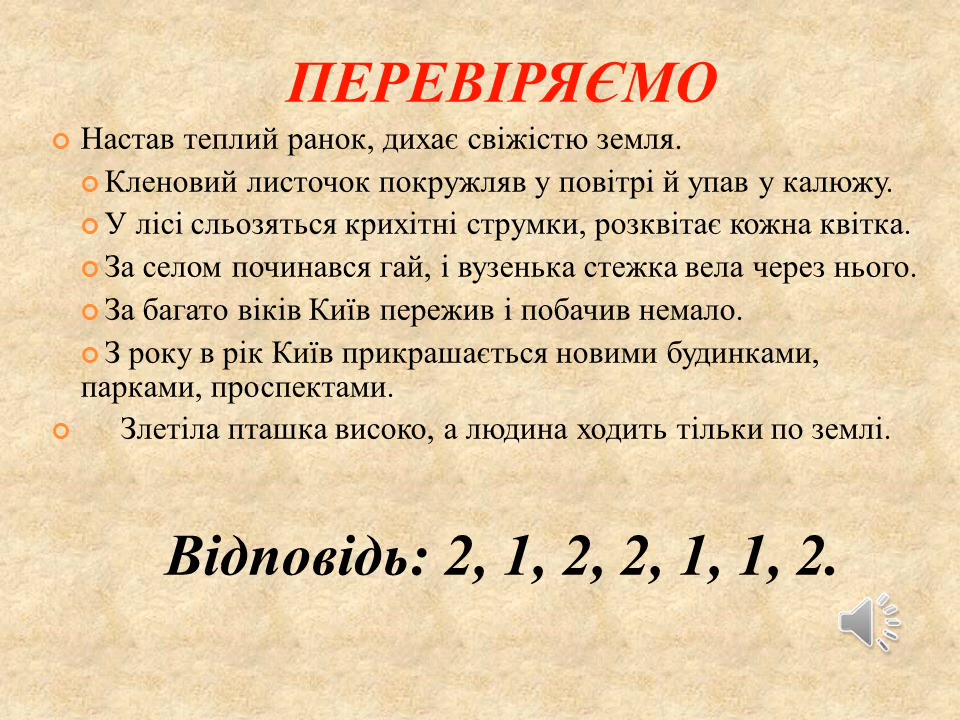 ПЕРЕВІРЯЄМО
Настав теплий ранок, дихає свіжістю земля.
Кленовий листочок покружляв у повітрі й упав у калюжу.
У лісі сльозяться крихітні струмки, розквітає кожна квітка.
За селом починався гай, і вузенька стежка вела через нього.
За багато віків Київ пережив і побачив немало.
З року в рік Київ прикрашається новими будинками,
парками, проспектами.
Злетіла пташка високо, а людина ходить тільки по землі.
Відповідь: 2, 1, 2, 2, 1, 1, 2.